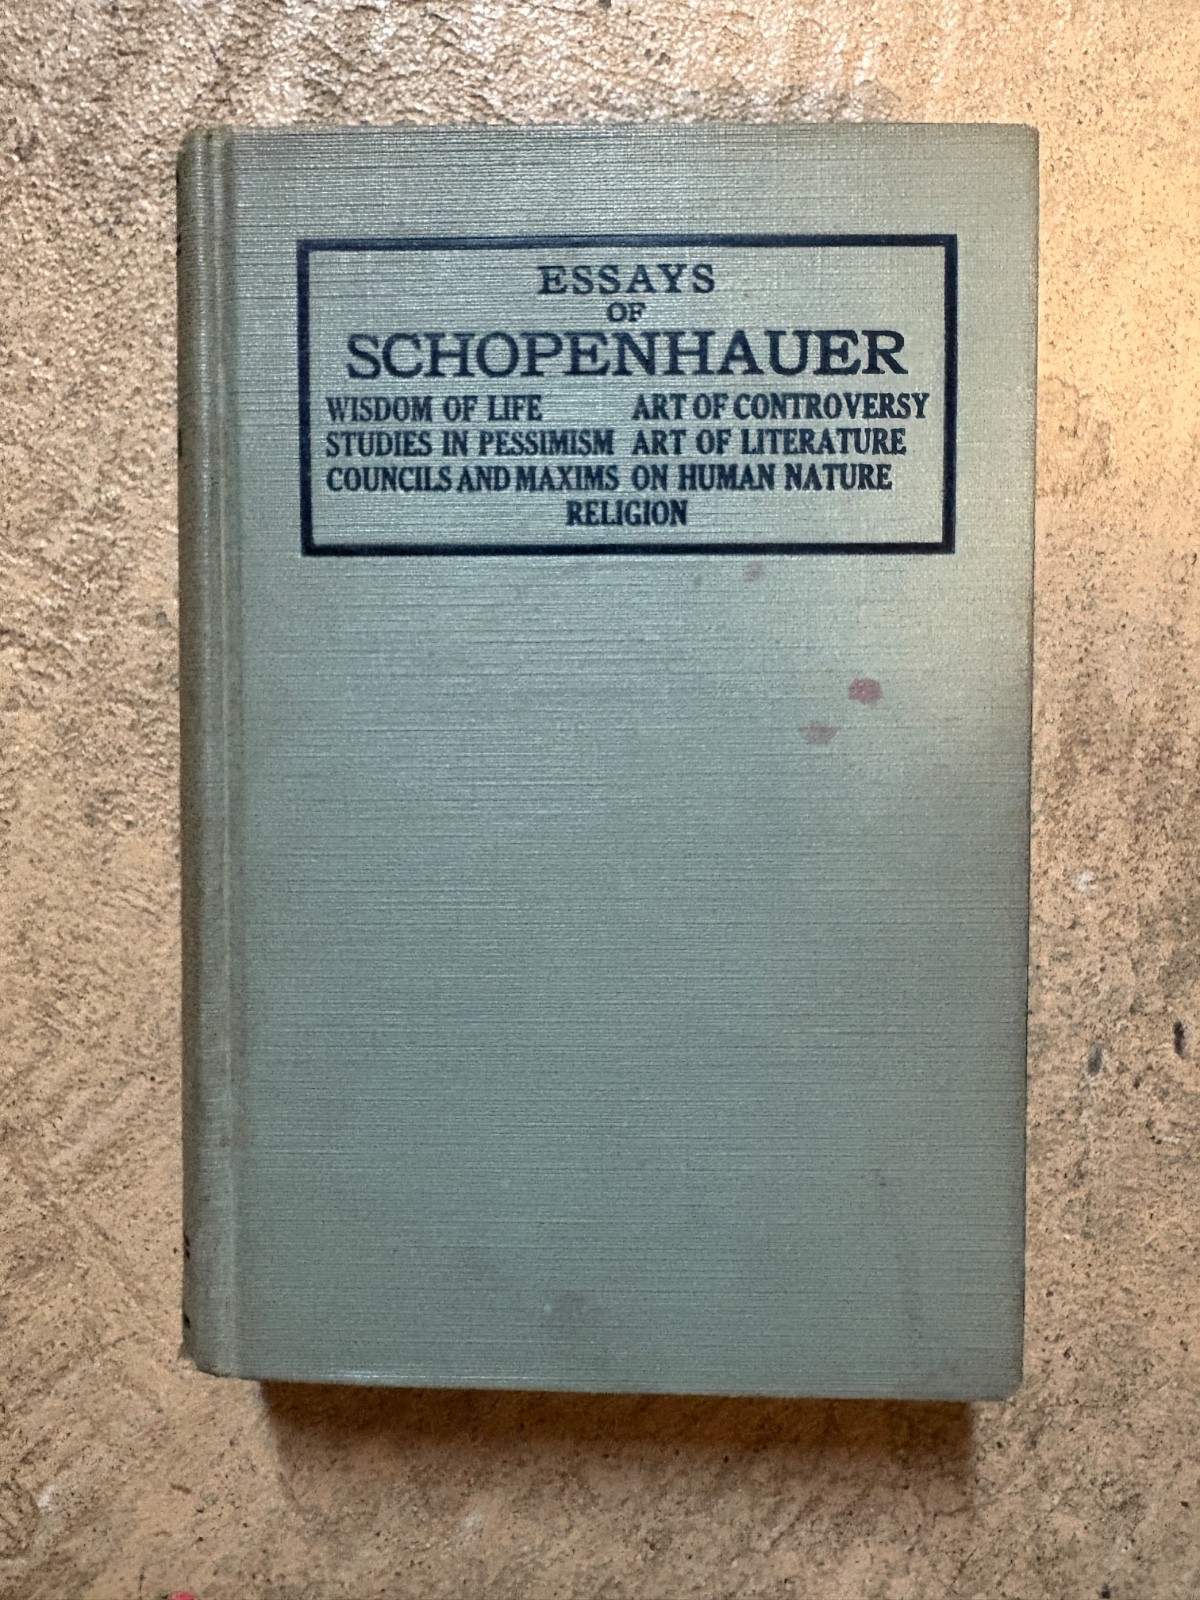 ESSAYS
OF
SCHOPENHAUER
WISDOM OF LIFE ART OF CONTROVERSY
STUDIES IN PESSIMISM ART OF LITERATURE
COUNCILS AND MAXIMS ON HUMAN NATURE
RELIGION